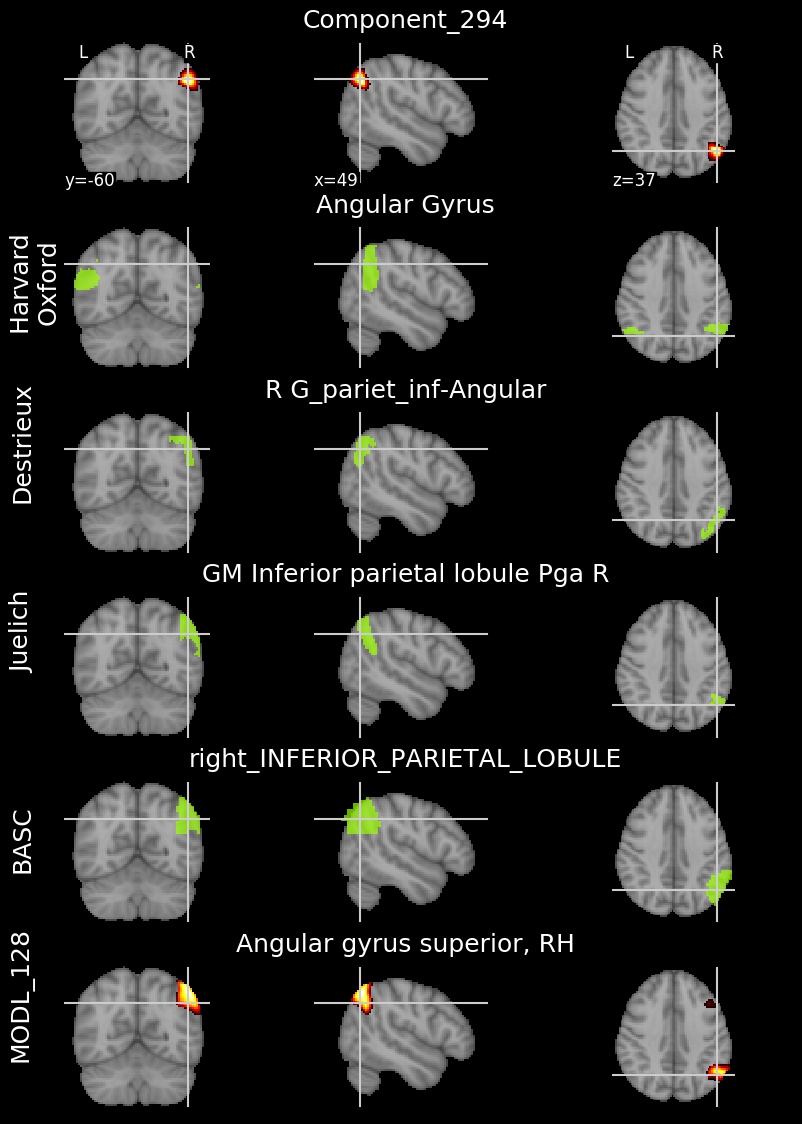 Component_294
L R L R
y=-60 x=49 z=37
Angular Gyrus
Harvard
Oxford
R G_pariet_inf-Angular
Destrieux
GM Inferior parietal lobule Pga R
Juelich
right_INFERIOR_PARIETAL_LOBULE
BASC
Angular gyrus superior, RH
MODL_128